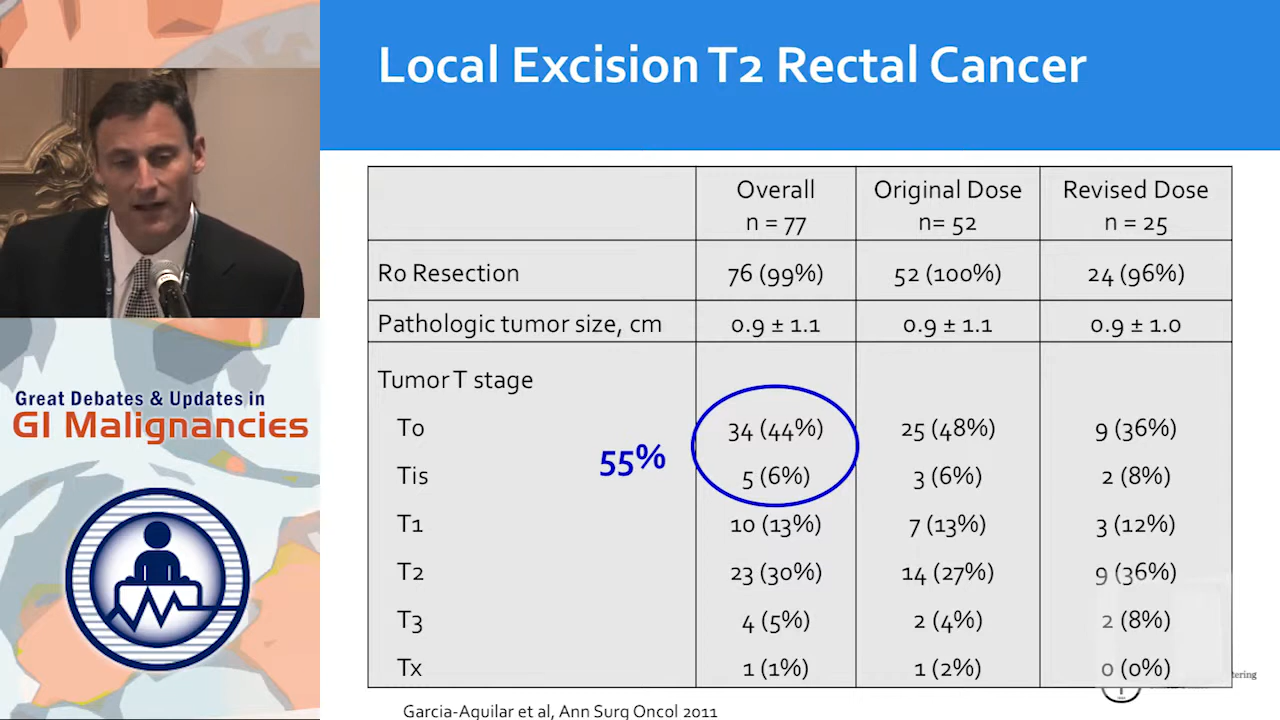 Local Excision T2 Rectal Cancer
Overall Original Dose Revised Dose
n = 77 n= 52 n = 25
Ro Resection 76 (99%) 52 (100%) 24 (96%)
Pathologic tumor size, cm 0.9 ± 1.1 0.9 ± 1.1 0.9 ± 1.0
Tumor T stage
To 34 (44%) 25 (48%) 9 (36%)
55%
Tis 5 (6%) 3 (6%) 2 (8%)
T1 10 (13%) 7 (13%) 3 (12%)
T2 23 (30%) 14 (27%) 9 (36%)
T3 4 (5%) 2 (4%) 2 (8%)
Tx 1 (1%) 1 (2%) 0 (0%)
Garcia-Aguilar et al, Ann Surg Oncol 2011
Great Debates & Updates in
GI Malignancies